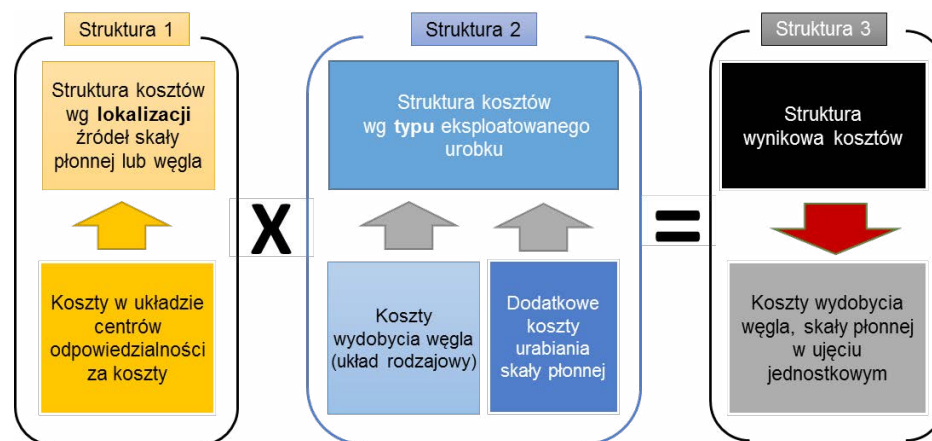 Struktura 1
Struktura kosztów
wg lokalizacji
źródeł skały
płonnej lub węgla
Koszty w układzie
centrów
odpowiedzialności
za koszty
X
Struktura 2
Struktura kosztów
wg typu eksploatowanego
urobku
Koszty
wydobycia węgla
(układ rodzajowy)
Dodatkowe
koszty
urabiania
skały płonnej
=
Struktura 3
Struktura
wynikowa kosztów
Koszty wydobycia
węgla, skały płonnej
w ujęciu
jednostkowym